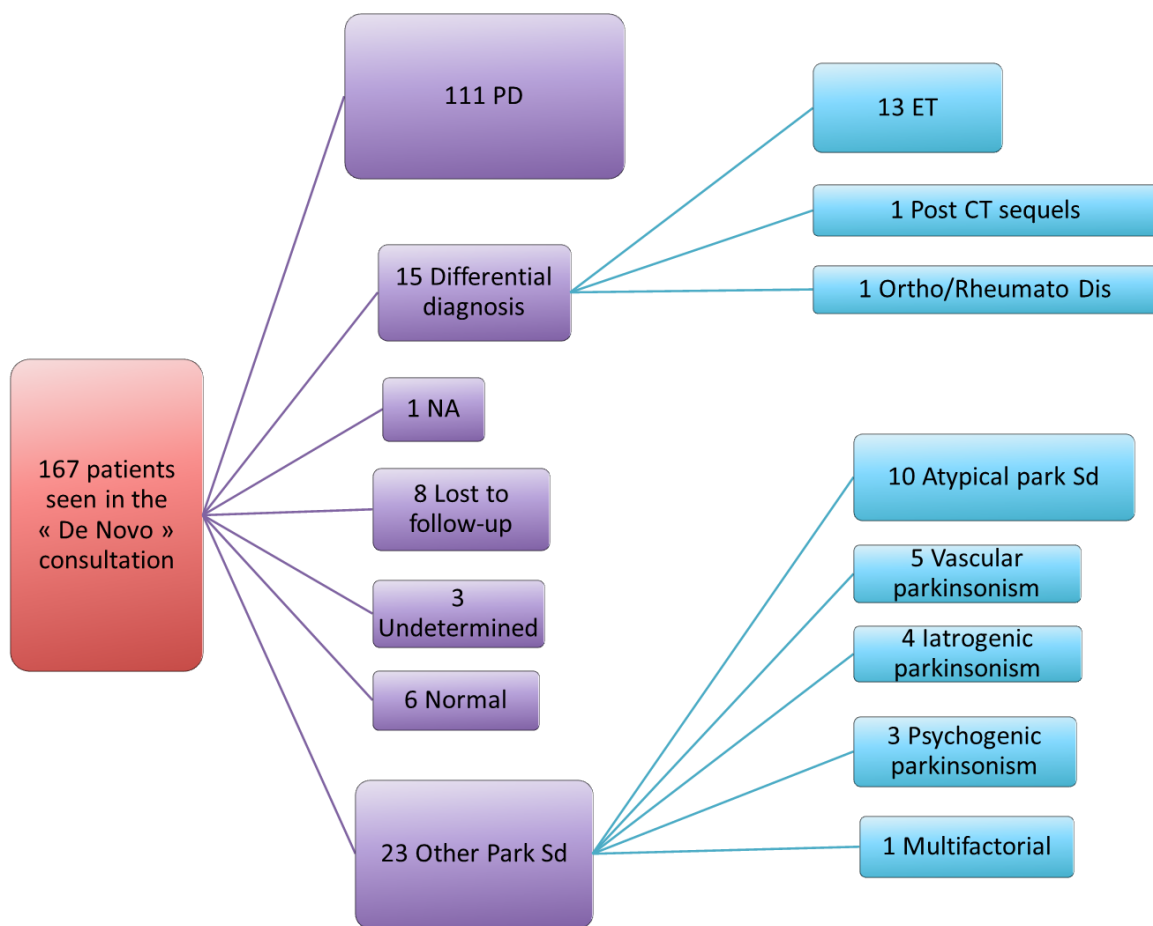 167 patients
seen in the
« De Novo »
consultation
111 PD
15 Differential
diagnosis
1 NA
8 Lost to
follow-up
3
Undetermined
6 Normal
23 Other Park Sd
13 ET
1 Post CT sequels
1 Ortho/Rheumato Dis
10 Atypical park Sd
5 Vascular
parkinsonism
4 Iatrogenic
parkinsonism
3 Psychogenic
parkinsonism
1 Multifactorial